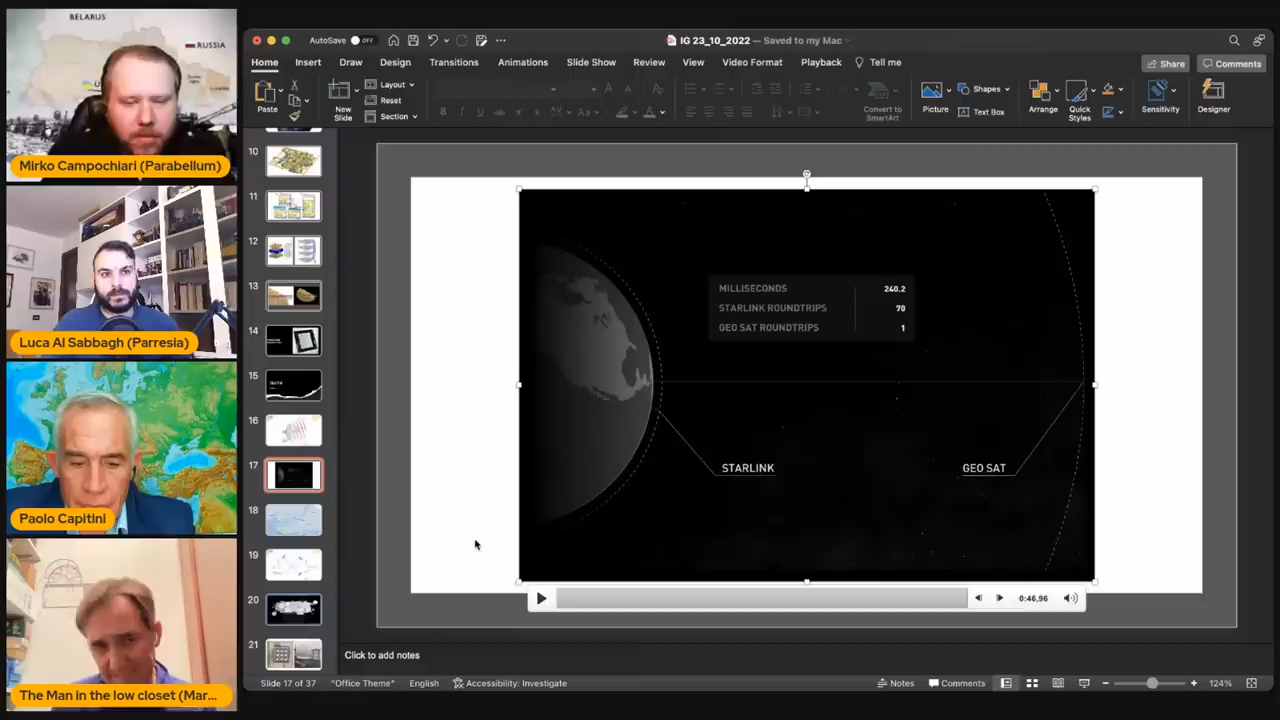 BELARUS
RUSSIA
Mirko Campochiari (Parabellum)
Luca Al Sabbagh (Parresia)
Paolo Capitini
The Man in the low closet (Mar...
AutoSave OFF
IG 23_10_2022 — Saved to my Mac
Home Insert Draw Design Transitions Animations Slide Show Review View Video Format Playback Tell me
Share Comments
Paste
New Slide
Layout
Reset
Section
Convert to SmartArt
Picture
Shapes
Text Box
Arrange
Quick Styles
Sensitivity
Designer
10
11
12
13
14
15
16
17
18
19
20
21
MILLISECONDS 240.2
STARLINK ROUNDTRIPS 70
GEO SAT ROUNDTRIPS 1
STARLINK
GEO SAT
0:46,96
Click to add notes
Slide 17 of 37 "Office Theme" English Accessibility: Investigate Notes Comments 124%